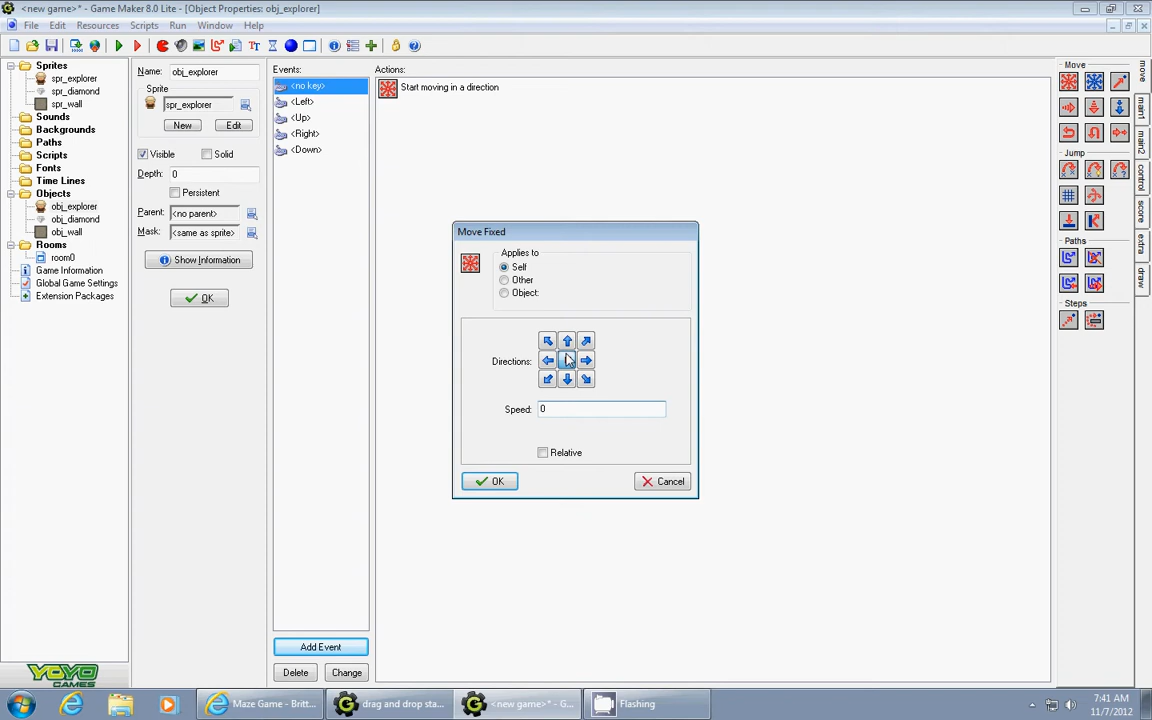 <new game>* - Game Maker 8.0 Lite - [Object Properties: obj_explorer]
File Edit Resources Scripts Run Window Help
Sprites
spr_explorer
spr_diamond
spr_wall
Sounds
Backgrounds
Paths
Scripts
Fonts
Time Lines
Objects
obj_explorer
obj_diamond
obj_wall
Rooms
room0
Game Information
Global Game Settings
Extension Packages
Name: obj_explorer
Sprite
spr_explorer
New Edit
Visible Solid
Depth: 0
Persistent
Parent: <no parent>
Mask: <same as sprite>
Show Information
OK
Events:
<no key>
<Left>
<Up>
<Right>
<Down>
Add Event
Delete Change
Actions:
Start moving in a direction
Move Fixed
Applies to
Self
Other
Object:
Directions:
Speed: 0
Relative
OK Cancel
Move
Jump
Paths
Steps
move
main1
main2
control
score
extra
draw
YOYO
GAMES
Maze Game - Britt...
drag and drop sta...
<new game>* - G...
Flashing
7:41 AM
11/7/2012